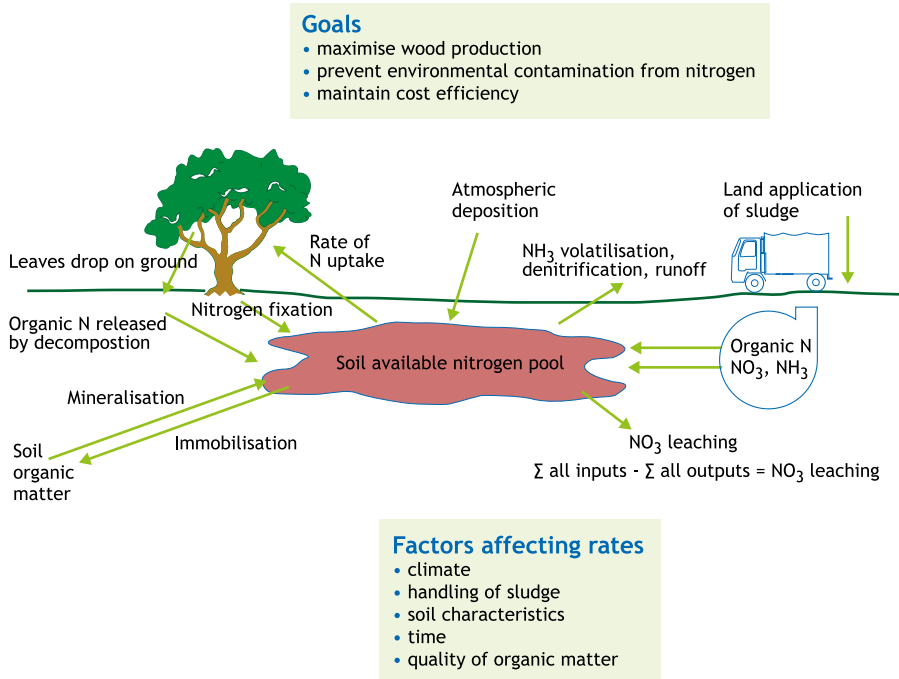 Goals
• maximise wood production
• prevent environmental contamination from nitrogen
• maintain cost efficiency
Atmospheric
deposition
Land application
of sludge
Rate of
N uptake
NH3 volatilisation,
denitrification, runoff
Leaves drop on ground
Nitrogen fixation
Organic N released
by decompostion
Soil available nitrogen pool
Organic N
NO3, NH3
Mineralisation
Immobilisation
NO3 leaching
Soil
organic
matter
Σ all inputs - Σ all outputs = NO3 leaching
Factors affecting rates
• climate
• handling of sludge
• soil characteristics
• time
• quality of organic matter